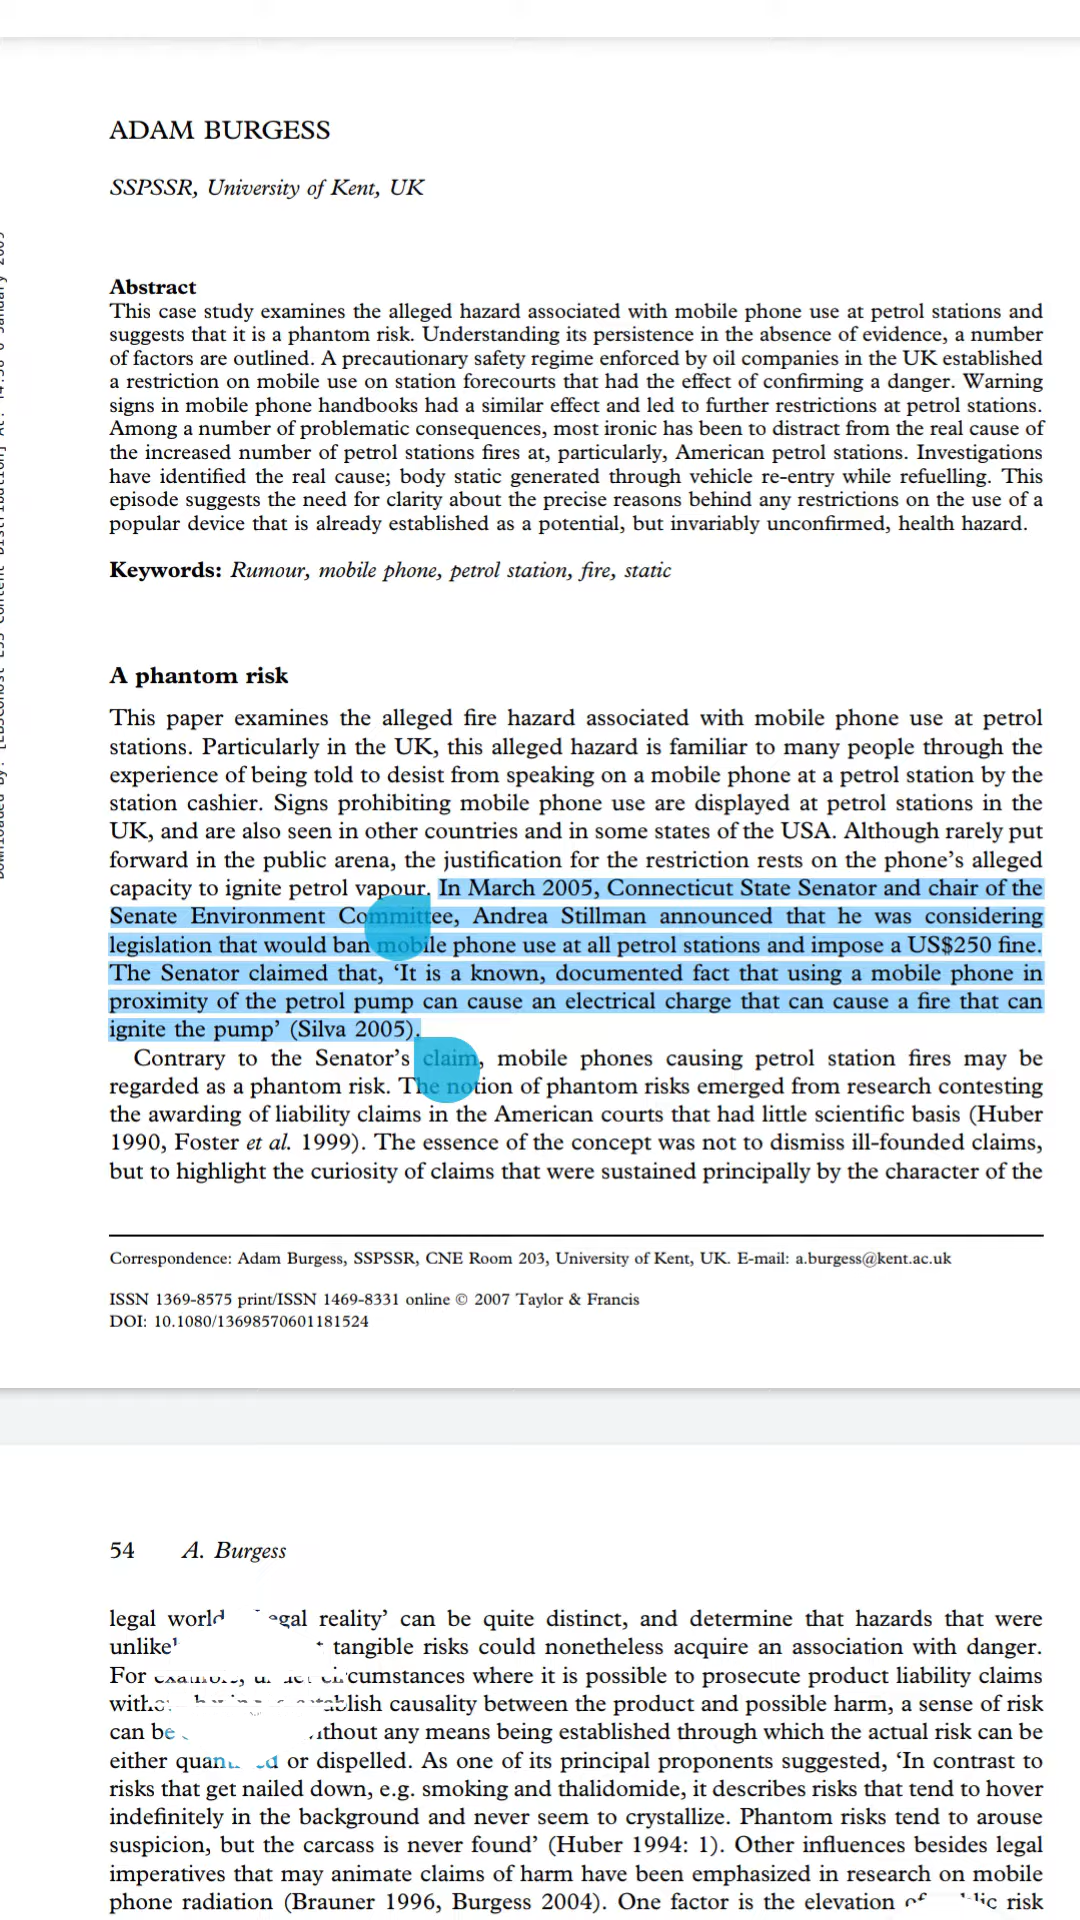 ADAM BURGESS
SSPSSR, University of Kent, UK
Abstract
This case study examines the alleged hazard associated with mobile phone use at petrol stations and
suggests that it is a phantom risk. Understanding its persistence in the absence of evidence, a number
of factors are outlined. A precautionary safety regime enforced by oil companies in the UK established
a restriction on mobile use on station forecourts that had the effect of confirming a danger. Warning
signs in mobile phone handbooks had a similar effect and led to further restrictions at petrol stations.
Among a number of problematic consequences, most ironic has been to distract from the real cause of
the increased number of petrol stations fires at, particularly, American petrol stations. Investigations
have identified the real cause; body static generated through vehicle re-entry while refuelling. This
episode suggests the need for clarity about the precise reasons behind any restrictions on the use of a
popular device that is already established as a potential, but invariably unconfirmed, health hazard.
Keywords: Rumour, mobile phone, petrol station, fire, static
A phantom risk
This paper examines the alleged fire hazard associated with mobile phone use at petrol
stations. Particularly in the UK, this alleged hazard is familiar to many people through the
experience of being told to desist from speaking on a mobile phone at a petrol station by the
station cashier. Signs prohibiting mobile phone use are displayed at petrol stations in the
UK, and are also seen in other countries and in some states of the USA. Although rarely put
forward in the public arena, the justification for the restriction rests on the phone's alleged
capacity to ignite petrol vapour. In March 2005, Connecticut State Senator and chair of the
Senate Environment Committee, Andrea Stillman announced that he was considering
legislation that would ban mobile phone use at all petrol stations and impose a US$250 fine.
The Senator claimed that, 'It is a known, documented fact that using a mobile phone in
proximity of the petrol pump can cause an electrical charge that can cause a fire that can
ignite the pump' (Silva 2005).
Contrary to the Senator's claim, mobile phones causing petrol station fires may be
regarded as a phantom risk. The notion of phantom risks emerged from research contesting
the awarding of liability claims in the American courts that had little scientific basis (Huber
1990, Foster et al. 1999). The essence of the concept was not to dismiss ill-founded claims,
but to highlight the curiosity of claims that were sustained principally by the character of the
Correspondence: Adam Burgess, SSPSSR, CNE Room 203, University of Kent, UK. E-mail: a.burgess@kent.ac.uk
ISSN 1369-8575 print/ISSN 1469-8331 online © 2007 Taylor & Francis
DOI: 10.1080/13698570601181524
54 A. Burgess
legal reality' can be quite distinct, and determine that hazards that were
tangible risks could nonetheless acquire an association with danger.
For circumstances where it is possible to prosecute product liability claims
establish causality between the product and possible harm, a sense of risk
can be without any means being established through which the actual risk can be
either or dispelled. As one of its principal proponents suggested, 'In contrast to
risks that get nailed down, e.g. smoking and thalidomide, it describes risks that tend to hover
indefinitely in the background and never seem to crystallize. Phantom risks tend to arouse
suspicion, but the carcass is never found' (Huber 1994: 1). Other influences besides legal
imperatives that may animate claims of harm have been emphasized in research on mobile
phone radiation (Brauner 1996, Burgess 2004). One factor is the elevation risk